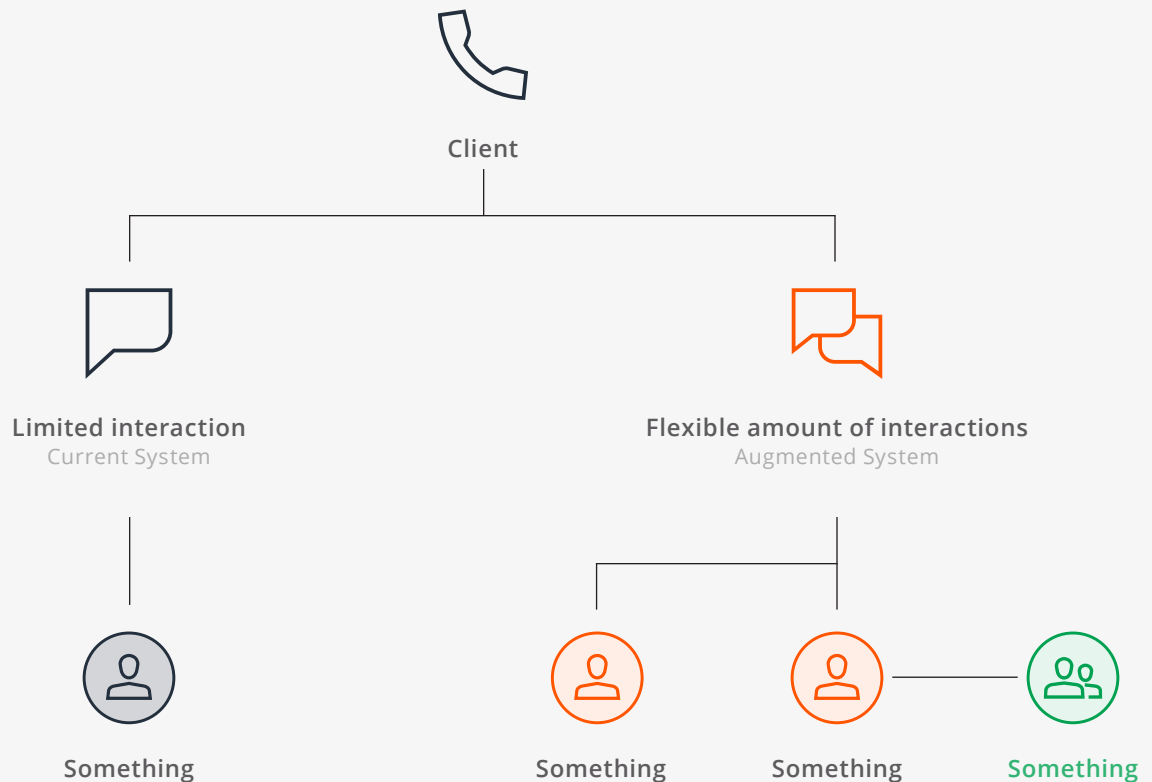 Client
Limited interaction
Current System
Flexible amount of interactions
Augmented System
Something
Something
Something
Something